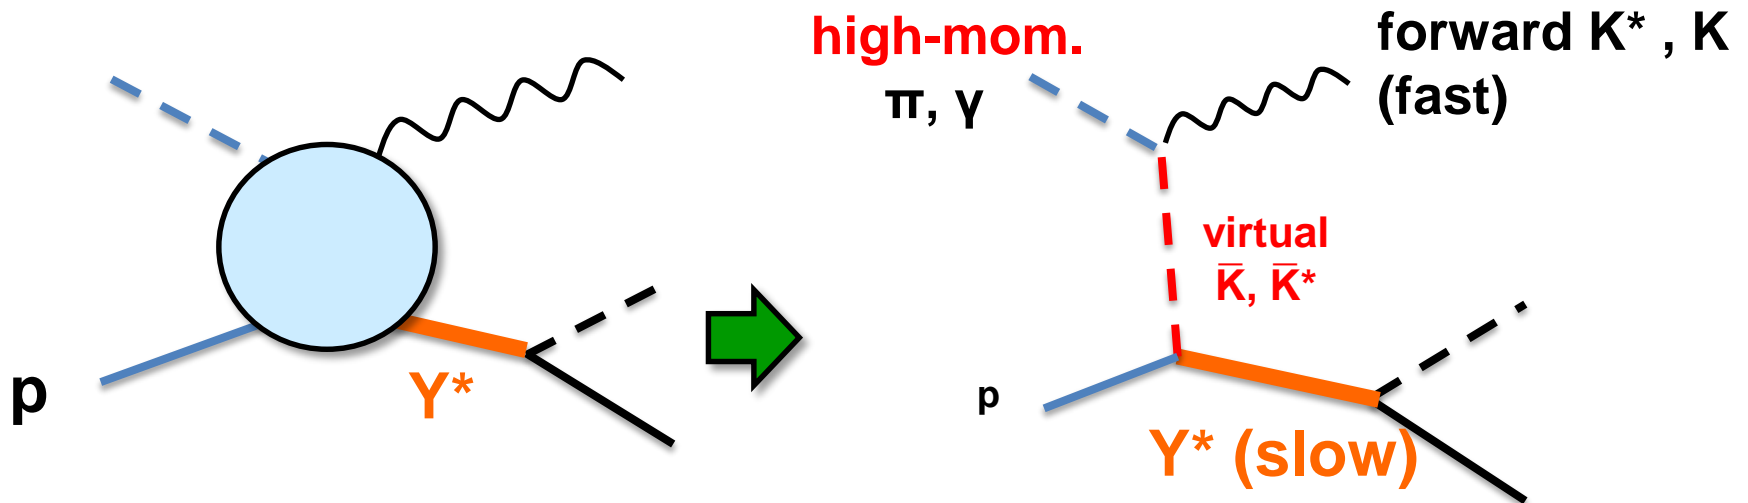 p
Y*
high-mom.
π, γ
forward K* , K
(fast)
virtual
K̅, K̅*
p
Y* (slow)